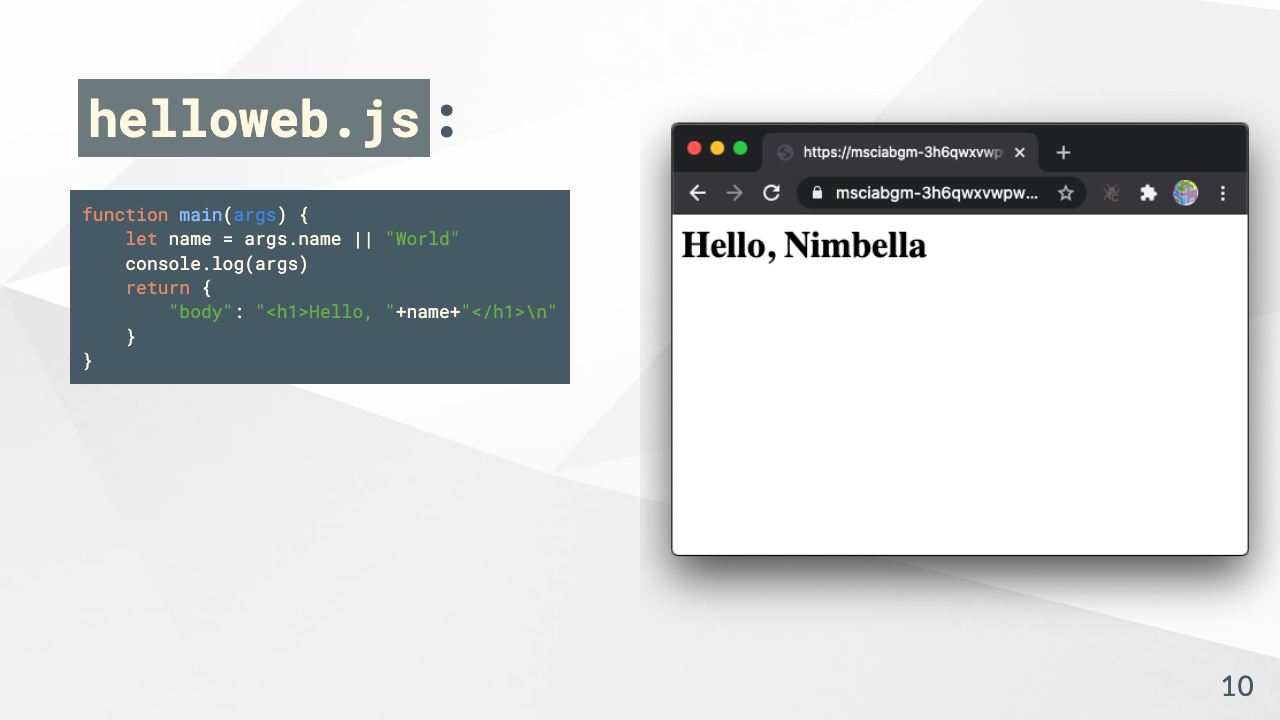 helloweb.js:
function main(args) {
    let name = args.name || "World"
    console.log(args)
    return {
        "body": "<h1>Hello, "+name+"</h1>\n"
    }
}
https://msciabgm-3h6qwxvwp
msciabgm-3h6qwxvwpw...
Hello, Nimbella
10